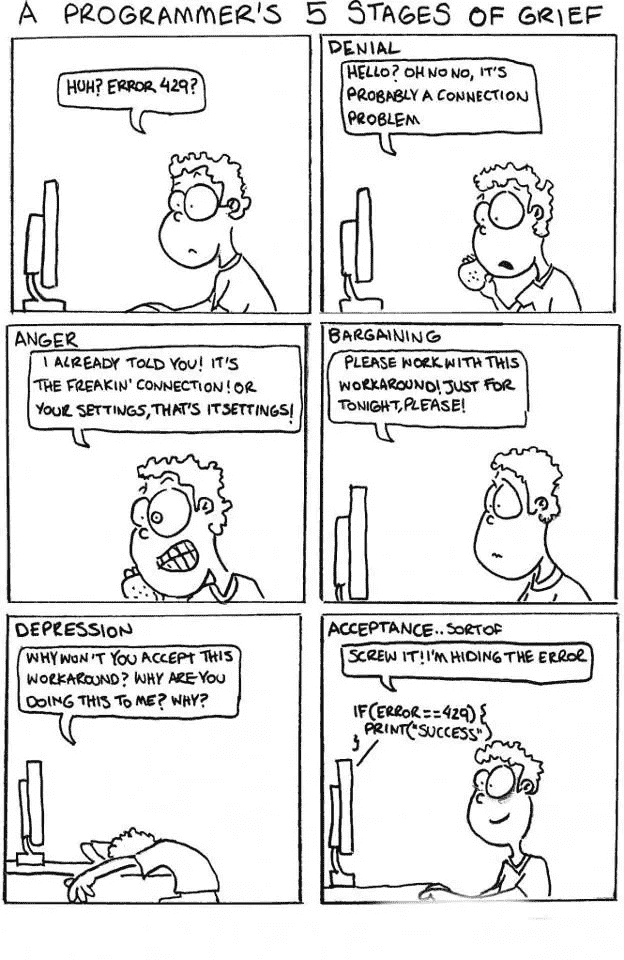 A PROGRAMMER'S 5 STAGES OF GRIEF
HUH? ERROR 429?
DENIAL
HELLO? OH NO NO, IT'S
PROBABLY A CONNECTION
PROBLEM
ANGER
I ALREADY TOLD YOU! IT'S
THE FREAKIN' CONNECTION! OR
YOUR SETTINGS, THAT'S IT SETTINGS!
BARGAINING
PLEASE WORK WITH THIS
WORKAROUND! JUST FOR
TONIGHT, PLEASE!
DEPRESSION
WHY WON'T YOU ACCEPT THIS
WORKAROUND? WHY ARE YOU
DOING THIS TO ME? WHY?
ACCEPTANCE.. SORT OF
SCREW IT! I'M HIDING THE ERROR
IF(ERROR==429){
PRINT("SUCCESS")
}